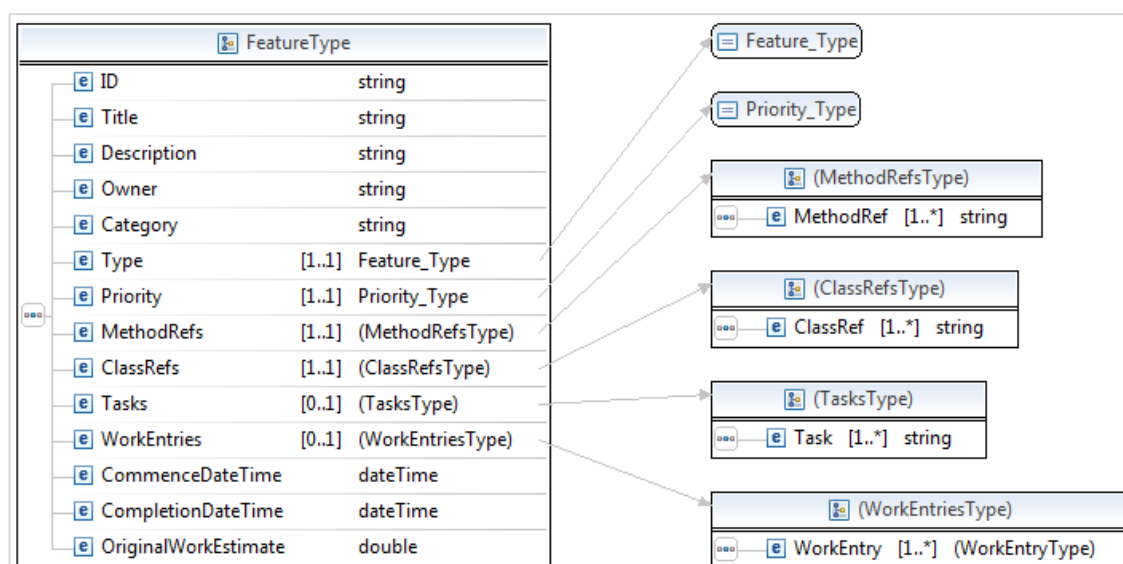 FeatureType
e ID string
e Title string
e Description string
e Owner string
e Category string
e Type [1..1] Feature_Type
e Priority [1..1] Priority_Type
e MethodRefs [1..1] (MethodRefsType)
e ClassRefs [1..1] (ClassRefsType)
e Tasks [0..1] (TasksType)
e WorkEntries [0..1] (WorkEntriesType)
e CommenceDateTime dateTime
e CompletionDateTime dateTime
e OriginalWorkEstimate double
Feature_Type
Priority_Type
(MethodRefsType)
e MethodRef [1..*] string
(ClassRefsType)
e ClassRef [1..*] string
(TasksType)
e Task [1..*] string
(WorkEntriesType)
e WorkEntry [1..*] (WorkEntryType)